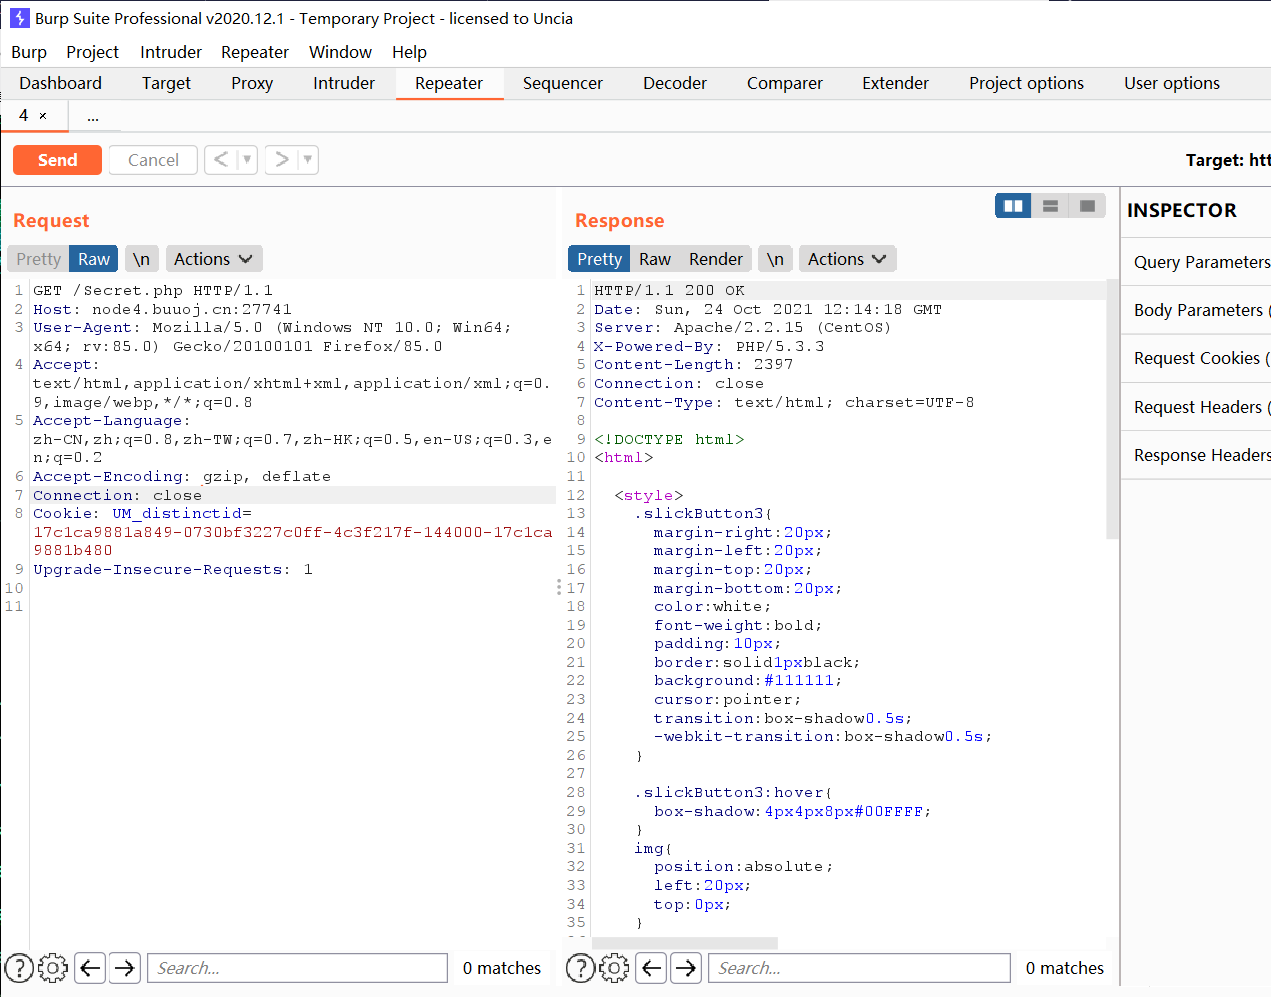 Burp Suite Professional v2020.12.1 - Temporary Project - licensed to Uncia
Burp Project Intruder Repeater Window Help
Dashboard Target Proxy Intruder Repeater Sequencer Decoder Comparer Extender Project options User options
4 × ...
Send Cancel < ▼ > ▼ Target: htt
Request
Pretty Raw \n Actions
1 GET /Secret.php HTTP/1.1
2 Host: node4.buuoj.cn:27741
3 User-Agent: Mozilla/5.0 (Windows NT 10.0; Win64;
x64; rv:85.0) Gecko/20100101 Firefox/85.0
4 Accept:
text/html,application/xhtml+xml,application/xml;q=0.
9,image/webp,*/*;q=0.8
5 Accept-Language:
zh-CN,zh;q=0.8,zh-TW;q=0.7,zh-HK;q=0.5,en-US;q=0.3,e
n;q=0.2
6 Accept-Encoding: gzip, deflate
7 Connection: close
8 Cookie: UM_distinctid=
17c1ca9881a849-0730bf3227c0ff-4c3f217f-144000-17c1ca
9881b480
9 Upgrade-Insecure-Requests: 1
10
11
Search... 0 matches
Response
Pretty Raw Render \n Actions
1 HTTP/1.1 200 OK
2 Date: Sun, 24 Oct 2021 12:14:18 GMT
3 Server: Apache/2.2.15 (CentOS)
4 X-Powered-By: PHP/5.3.3
5 Content-Length: 2397
6 Connection: close
7 Content-Type: text/html; charset=UTF-8
8
9 <!DOCTYPE html>
10 <html>
11
12 <style>
13 .slickButton3{
14 margin-right:20px;
15 margin-left:20px;
16 margin-top:20px;
17 margin-bottom:20px;
18 color:white;
19 font-weight:bold;
20 padding:10px;
21 border:solid1pxblack;
22 background:#111111;
23 cursor:pointer;
24 transition:box-shadow0.5s;
25 -webkit-transition:box-shadow0.5s;
26 }
27
28 .slickButton3:hover{
29 box-shadow:4px4px8px#00FFFF;
30 }
31 img{
32 position:absolute;
33 left:20px;
34 top:0px;
35 }
Search... 0 matches
INSPECTOR
Query Parameters
Body Parameters (
Request Cookies (
Request Headers (
Response Headers